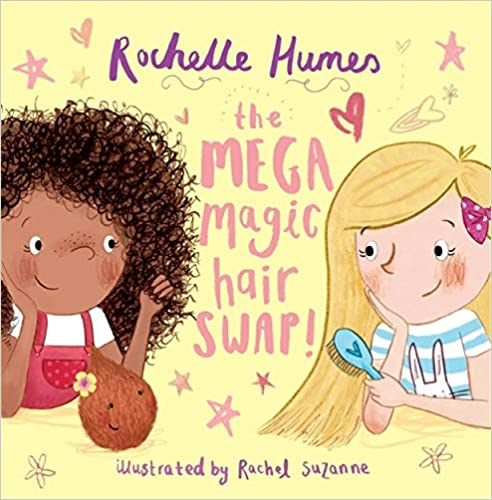 Rochelle Humes
the
MEGA
magic
hair
SWAP!
illustrated by Rachel Suzanne